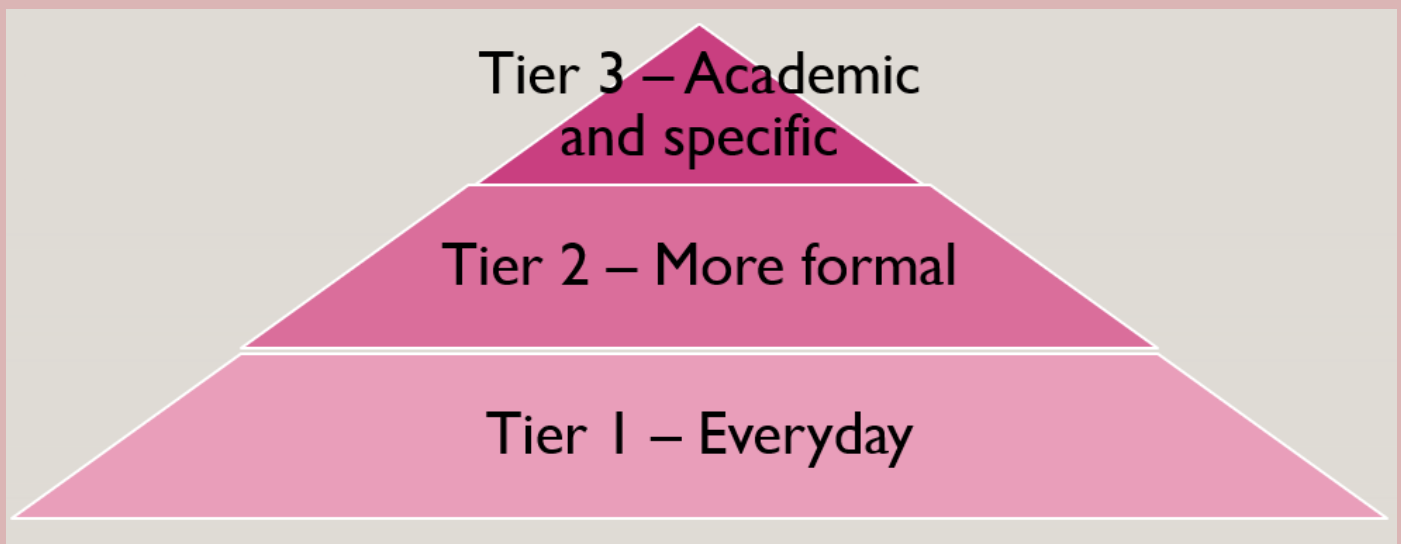 Tier 3 – Academic
and specific
Tier 2 – More formal
Tier 1 – Everyday